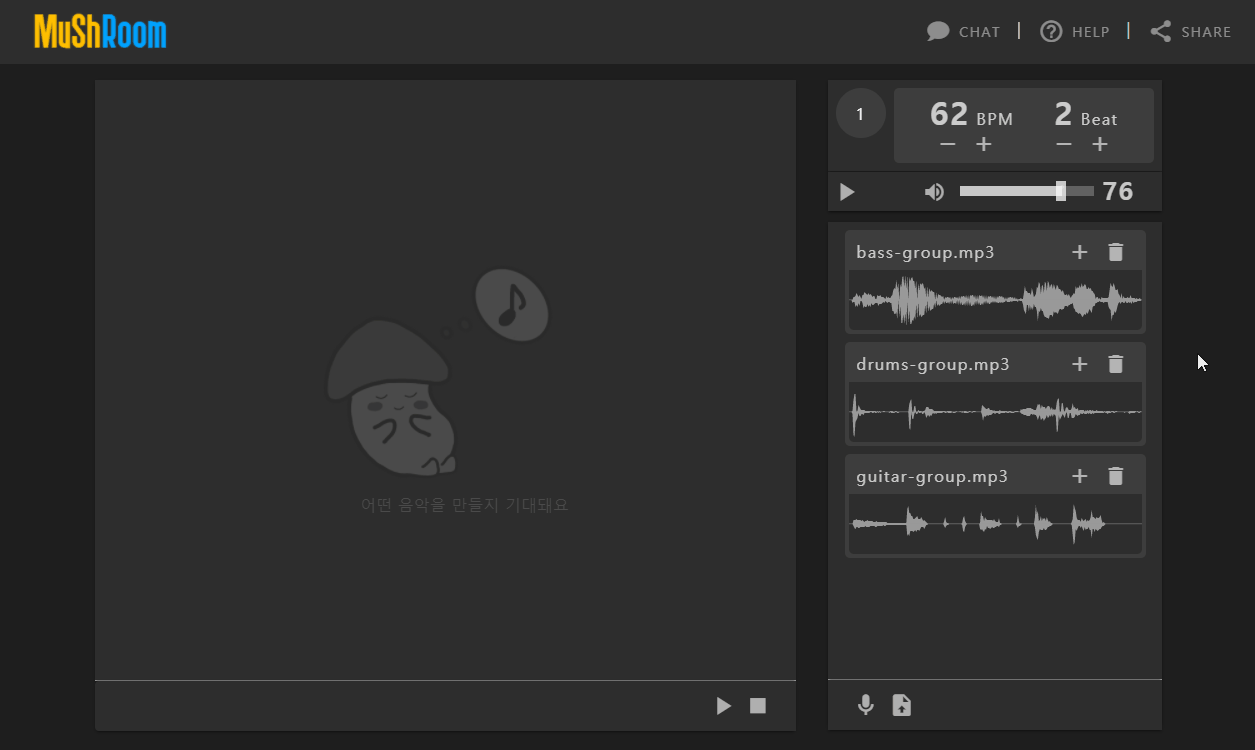 MuShRoom
CHAT | HELP | SHARE
1
62 BPM 2 Beat
76
bass-group.mp3
drums-group.mp3
guitar-group.mp3
어떤 음악을 만들지 기대돼요